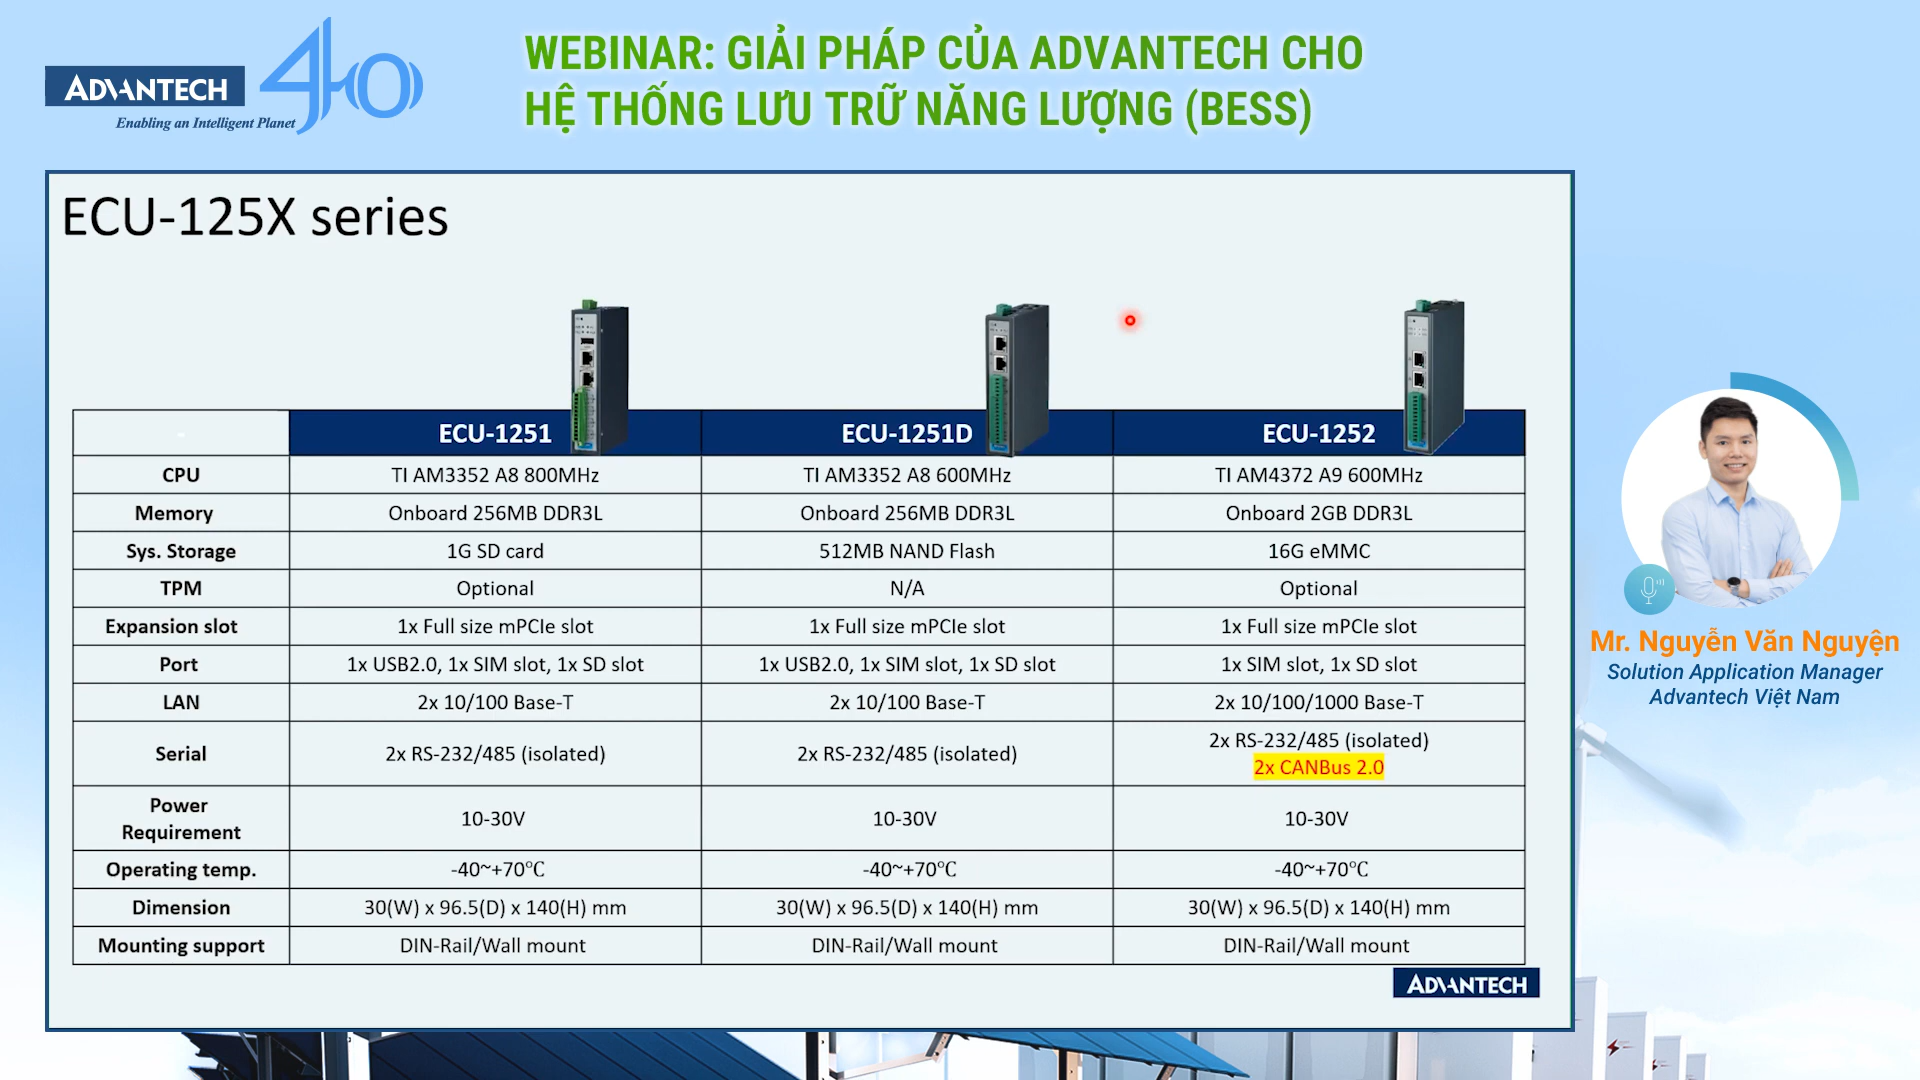 ADVANTECH
Enabling an Intelligent Planet
40
WEBINAR: GIẢI PHÁP CỦA ADVANTECH CHO
HỆ THỐNG LƯU TRỮ NĂNG LƯỢNG (BESS)
ECU-125X series
ECU-1251 ECU-1251D ECU-1252
CPU TI AM3352 A8 800MHz TI AM3352 A8 600MHz TI AM4372 A9 600MHz
Memory Onboard 256MB DDR3L Onboard 256MB DDR3L Onboard 2GB DDR3L
Sys. Storage 1G SD card 512MB NAND Flash 16G eMMC
TPM Optional N/A Optional
Expansion slot 1x Full size mPCIe slot 1x Full size mPCIe slot 1x Full size mPCIe slot
Port 1x USB2.0, 1x SIM slot, 1x SD slot 1x USB2.0, 1x SIM slot, 1x SD slot 1x SIM slot, 1x SD slot
LAN 2x 10/100 Base-T 2x 10/100 Base-T 2x 10/100/1000 Base-T
Serial 2x RS-232/485 (isolated) 2x RS-232/485 (isolated) 2x RS-232/485 (isolated)
2x CANBus 2.0
Power
Requirement 10-30V 10-30V 10-30V
Operating temp. -40~+70℃ -40~+70℃ -40~+70℃
Dimension 30(W) x 96.5(D) x 140(H) mm 30(W) x 96.5(D) x 140(H) mm 30(W) x 96.5(D) x 140(H) mm
Mounting support DIN-Rail/Wall mount DIN-Rail/Wall mount DIN-Rail/Wall mount
ADVANTECH
Mr. Nguyễn Văn Nguyện
Solution Application Manager
Advantech Việt Nam